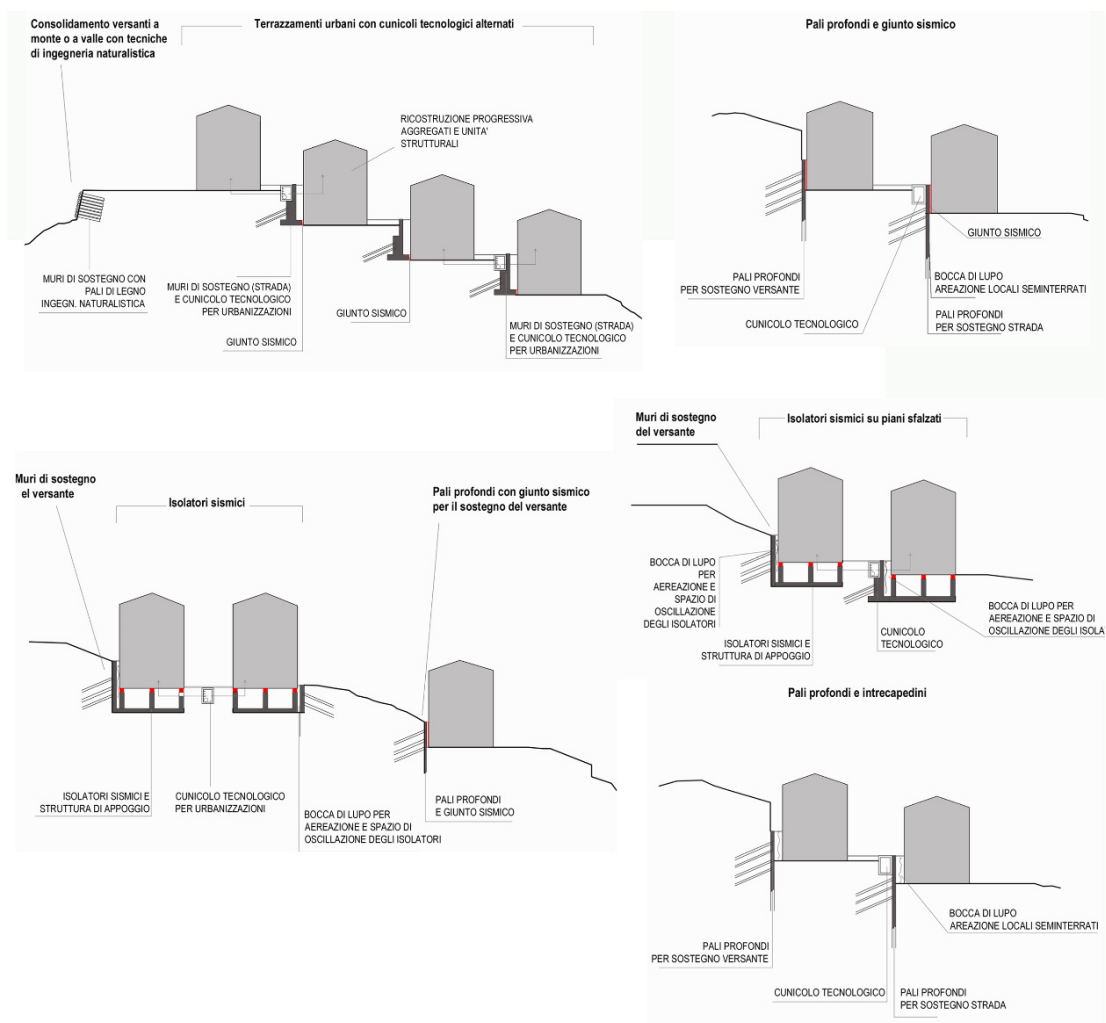 Consolidamento versanti a
monte o a valle con tecniche
di ingegneria naturalistica
Terrazzamenti urbani con cunicoli tecnologici alternati
RICOSTRUZIONE PROGRESSIVA
AGGREGATI E UNITA'
STRUTTURALI
MURI DI SOSTEGNO CON
PALI DI LEGNO
INGEGN. NATURALISTICA
MURI DI SOSTEGNO (STRADA)
E CUNICOLO TECNOLOGICO
PER URBANIZZAZIONI
GIUNTO SISMICO
GIUNTO SISMICO
MURI DI SOSTEGNO (STRADA)
E CUNICOLO TECNOLOGICO
PER URBANIZZAZIONI
Pali profondi e giunto sismico
GIUNTO SISMICO
PALI PROFONDI
PER SOSTEGNO VERSANTE
BOCCA DI LUPO
AREAZIONE LOCALI SEMINTERRATI
CUNICOLO TECNOLOGICO
PALI PROFONDI
PER SOSTEGNO STRADA
Muri di sostegno
el versante
Isolatori sismici
Pali profondi con giunto sismico
per il sostegno del versante
ISOLATORI SISMICI E
STRUTTURA DI APPOGGIO
CUNICOLO TECNOLOGICO
PER URBANIZZAZIONI
BOCCA DI LUPO PER
AEREAZIONE E SPAZIO DI
OSCILLAZIONE DEGLI ISOLATORI
PALI PROFONDI
E GIUNTO SISMICO
Muri di sostegno
del versante
Isolatori sismici su piani sfalzati
BOCCA DI LUPO
PER
AEREAZIONE E
SPAZIO DI
OSCILLAZIONE
DEGLI ISOLATORI
ISOLATORI SISMICI E
STRUTTURA DI APPOGGIO
CUNICOLO
TECNOLOGICO
BOCCA DI LUPO PER
AEREAZIONE E SPAZIO DI
OSCILLAZIONE DEGLI ISOLA
Pali profondi e intrecapedini
BOCCA DI LUPO
AREAZIONE LOCALI SEMINTERRATI
PALI PROFONDI
PER SOSTEGNO VERSANTE
CUNICOLO TECNOLOGICO
PALI PROFONDI
PER SOSTEGNO STRADA